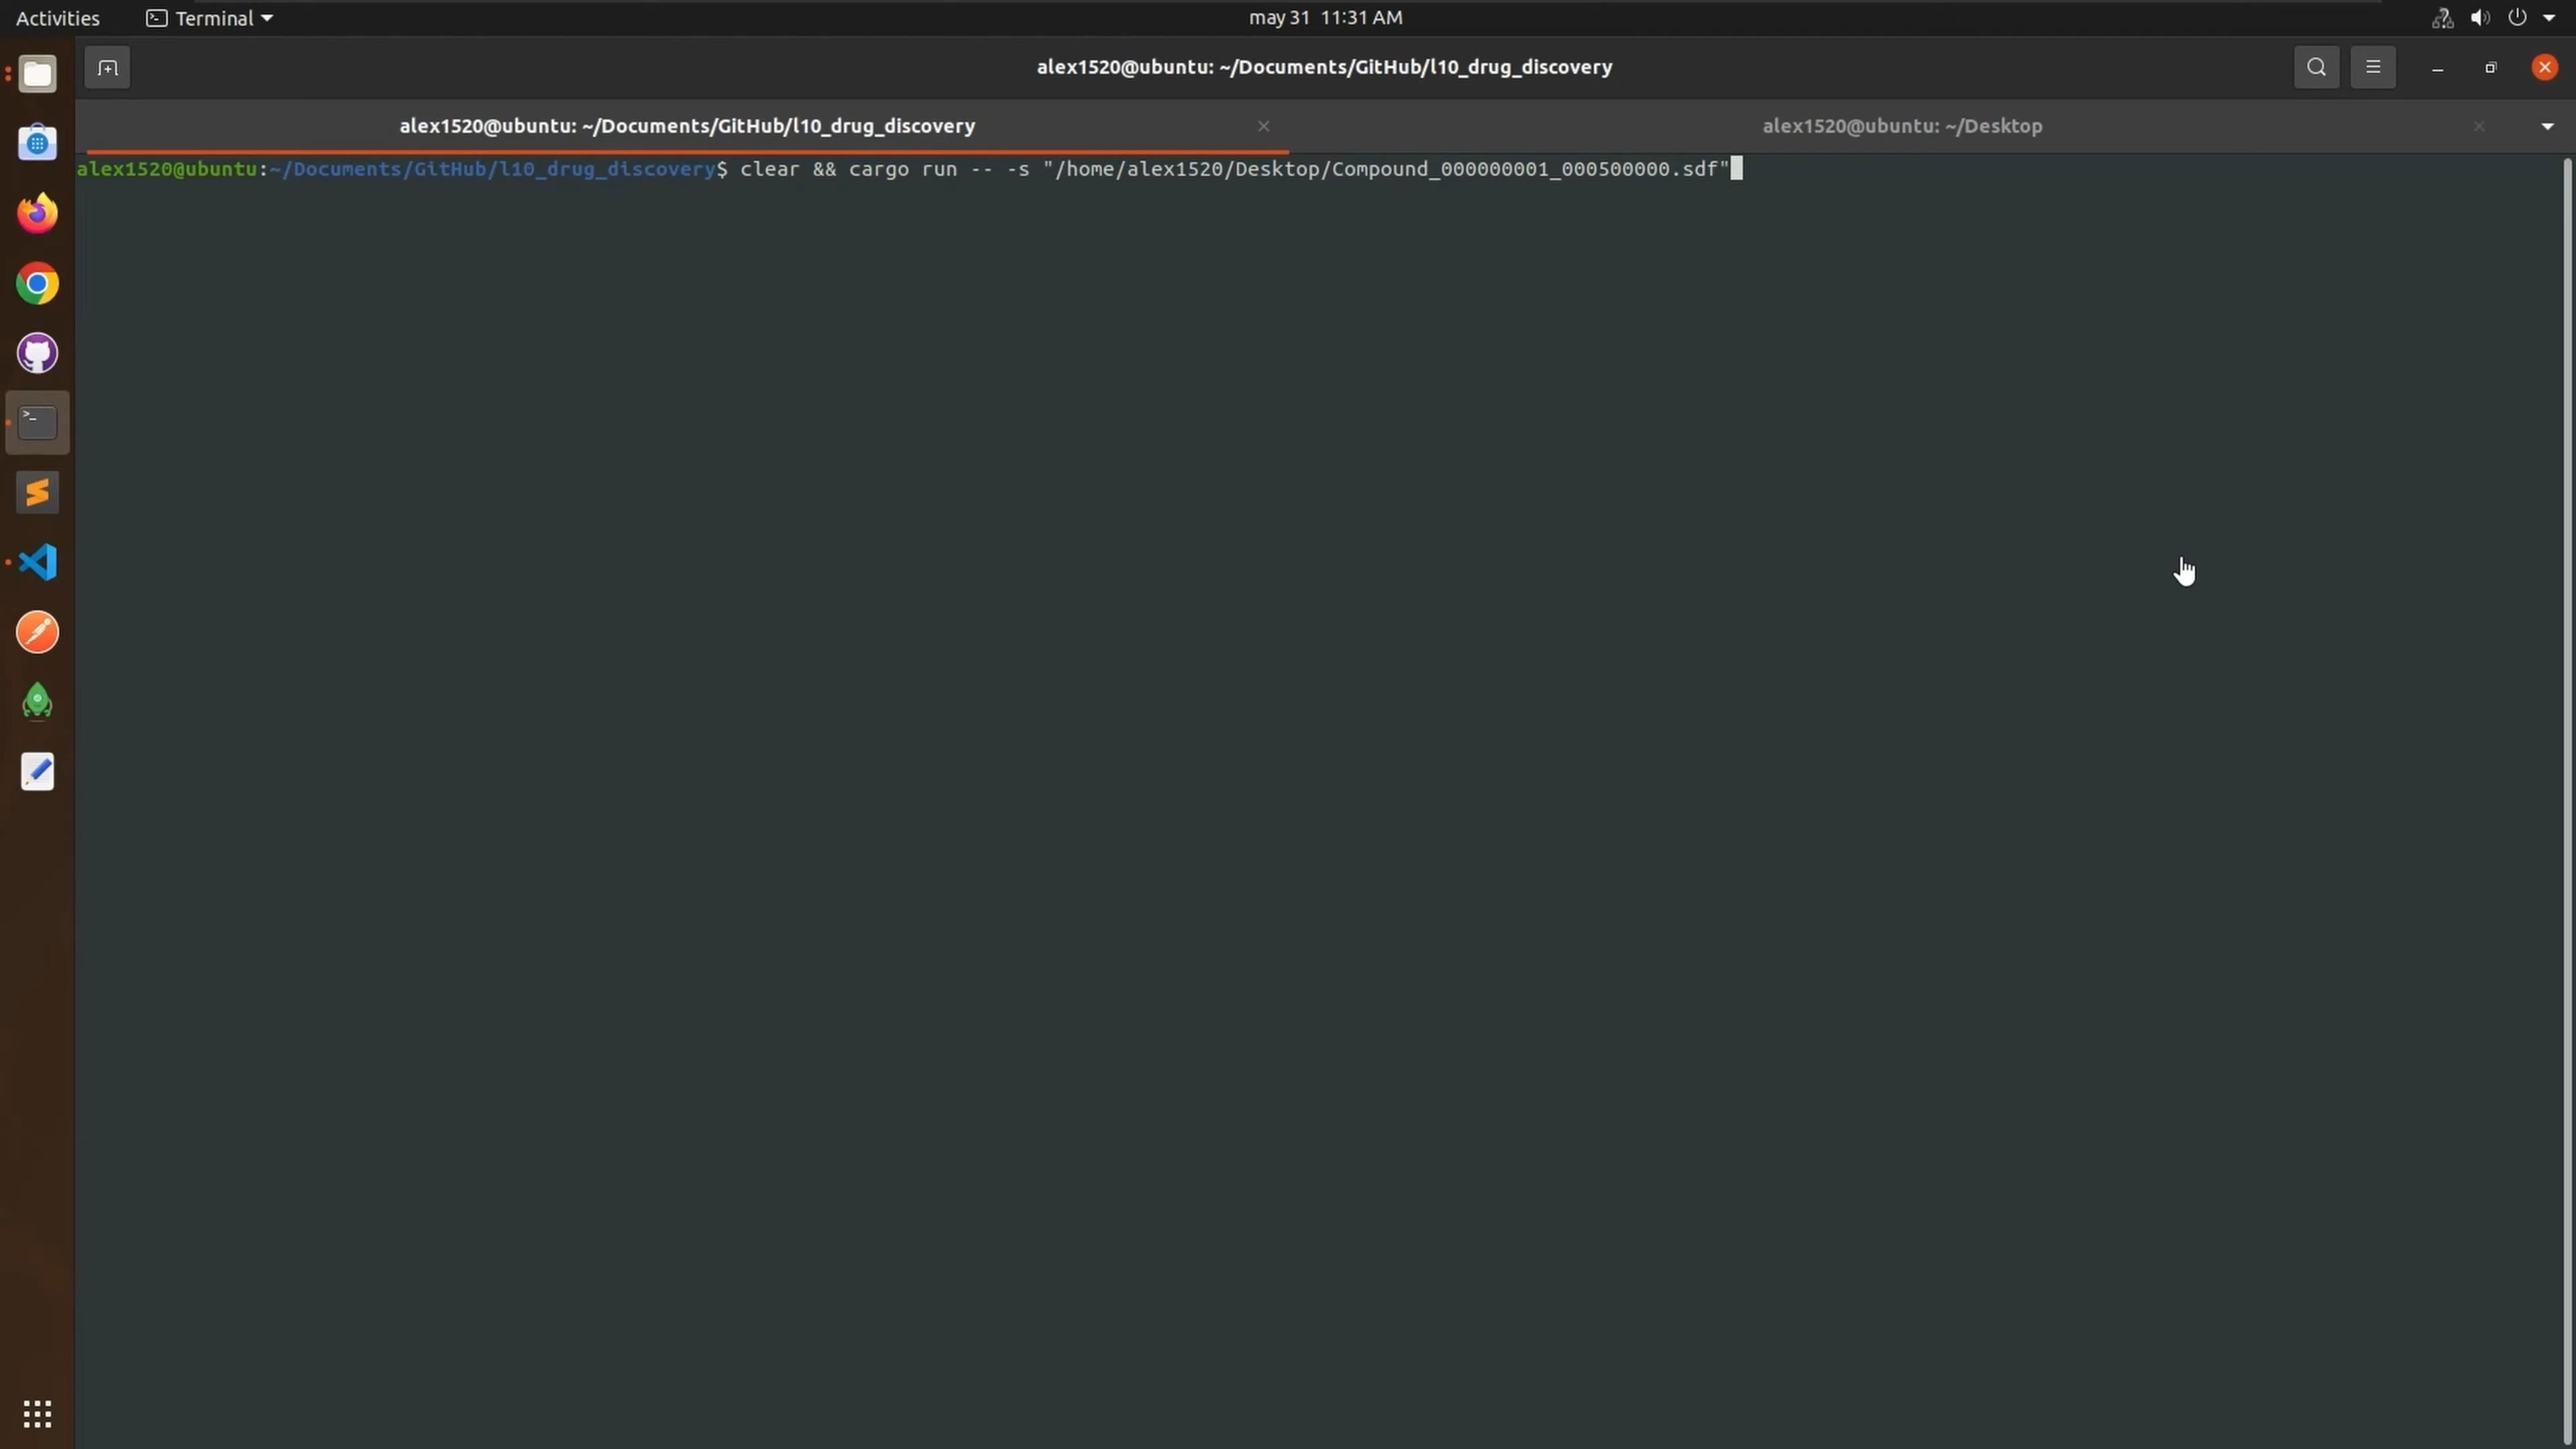 Activities Terminal may 31 11:31 AM
alex1520@ubuntu: ~/Documents/GitHub/l10_drug_discovery
alex1520@ubuntu: ~/Documents/GitHub/l10_drug_discovery alex1520@ubuntu: ~/Desktop
alex1520@ubuntu:~/Documents/GitHub/l10_drug_discovery$ clear && cargo run -- -s "/home/alex1520/Desktop/Compound_000000001_000500000.sdf"